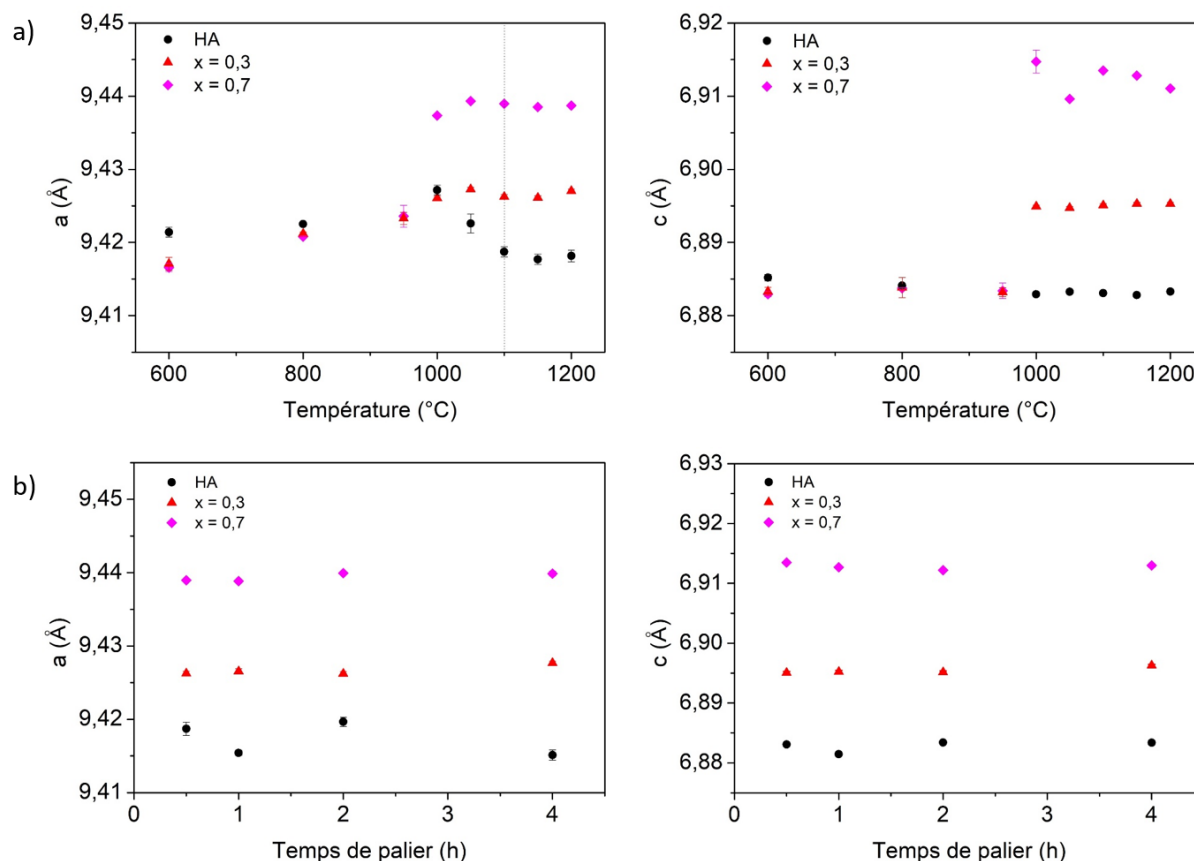 a)
9,45
9,44
9,43
9,42
9,41
a (Å)
HA
x = 0,3
x = 0,7
600
800
1000
1200
Température (°C)
6,92
6,91
6,90
6,89
6,88
c (Å)
HA
x = 0,3
x = 0,7
600
800
1000
1200
Température (°C)
b)
9,45
9,44
9,43
9,42
9,41
a (Å)
HA
x = 0,3
x = 0,7
0
1
2
3
4
Temps de palier (h)
6,93
6,92
6,91
6,90
6,89
6,88
c (Å)
HA
x = 0,3
x = 0,7
0
1
2
3
4
Temps de palier (h)